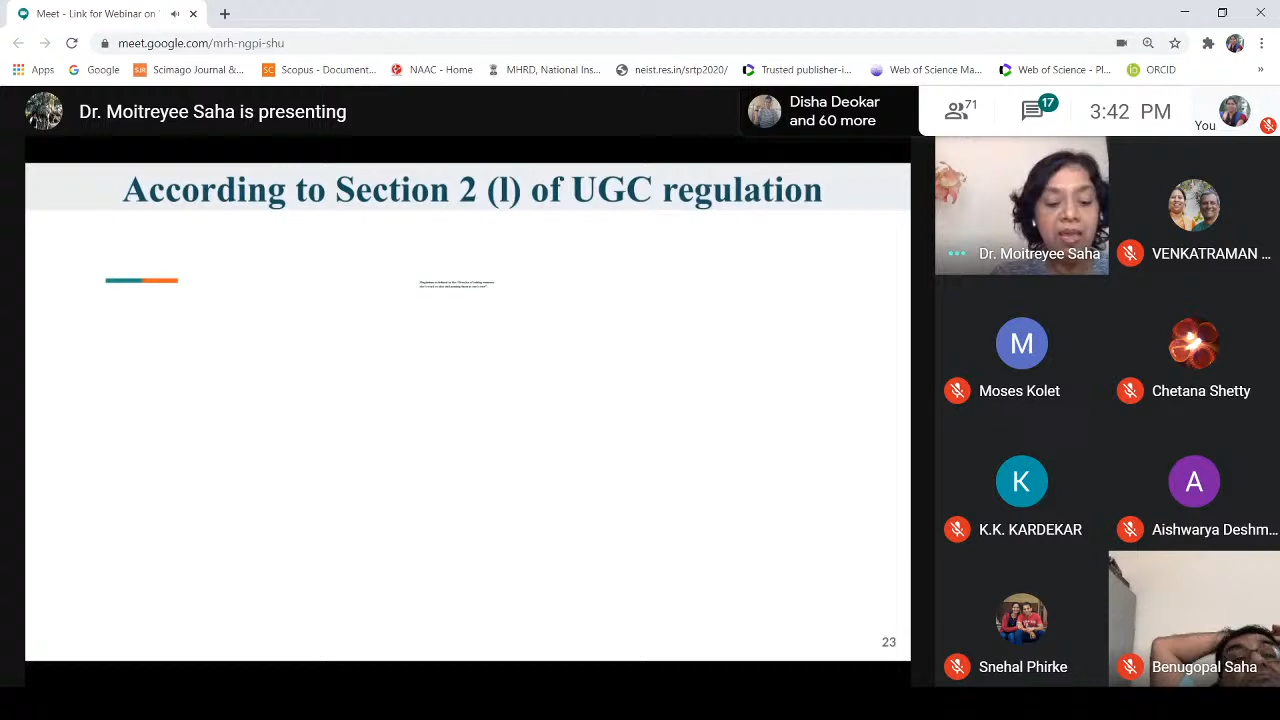 Meet - Link for Webinar on
meet.google.com/mrh-ngpi-shu
Apps
Google
SJR
Scimago Journal &...
SC
Scopus - Document...
NAAC - Home
MHRD, National Ins...
neist.res.in/srtp2020/
Trusted publisher-i...
Web of Science Ma...
Web of Science - Pl...
iD
ORCID
»
Dr. Moitreyee Saha is presenting
Disha Deokar
and 60 more
71
17
3:42 PM
You
According to Section 2 (l) of UGC regulation
23
Dr. Moitreyee Saha
VENKATRAMAN ...
M
Moses Kolet
Chetana Shetty
K
K.K. KARDEKAR
A
Aishwarya Deshm...
Snehal Phirke
Benugopal Saha